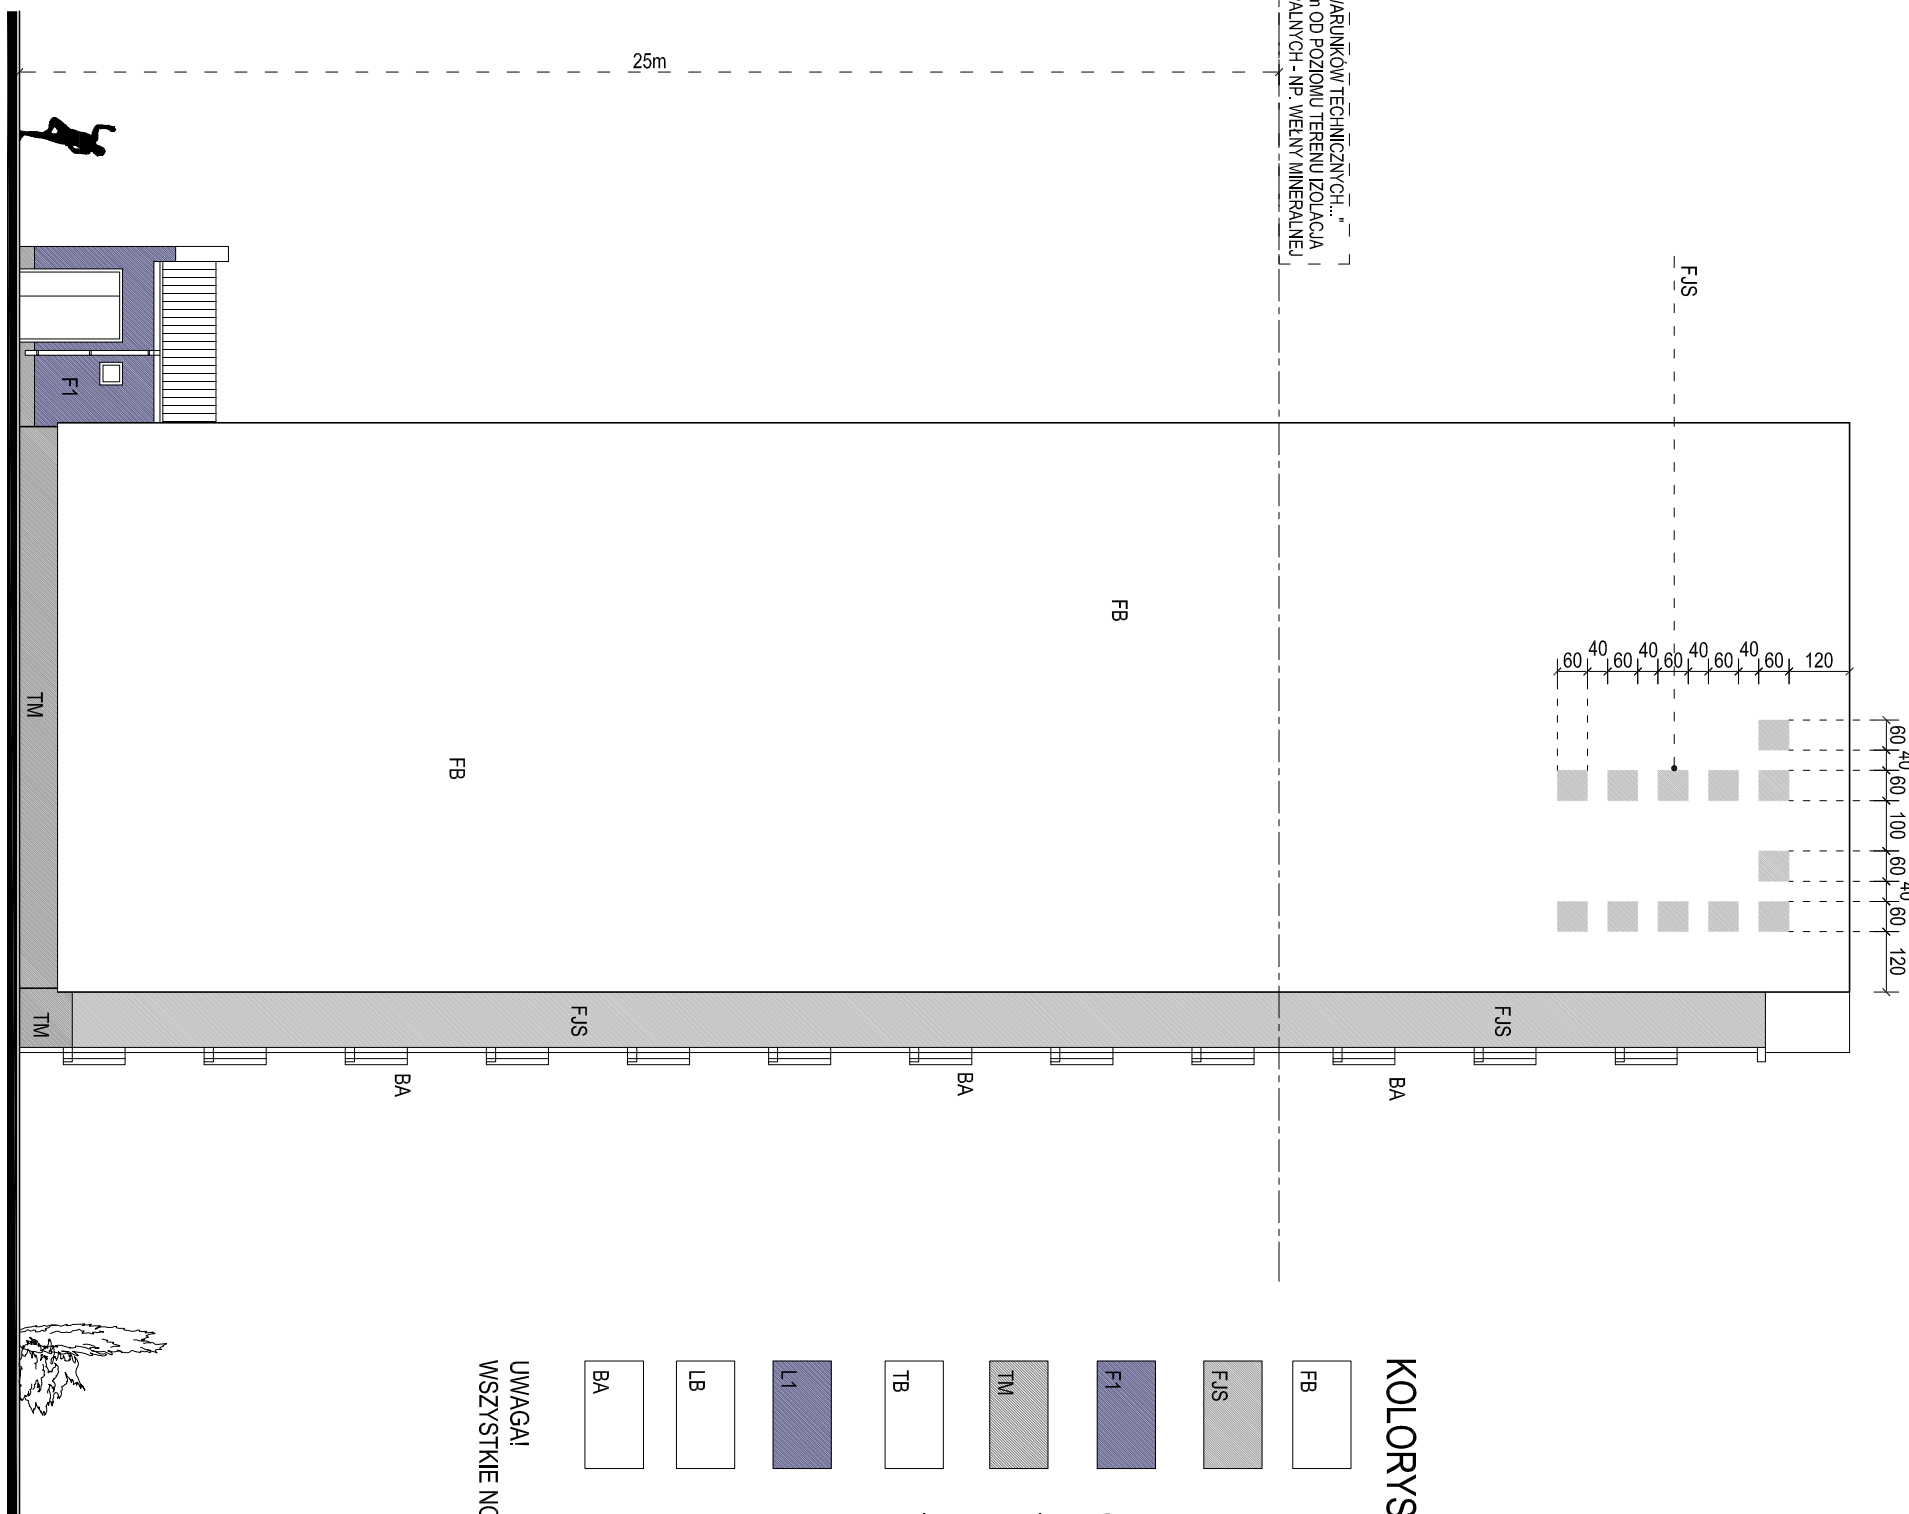 WARUNKÓW TECHNICZNYCH..."
OD POZIOMU TERENU IZOLACJA
NP. WEŁNY MINERALNEJ
25m
FJS
60 40 60 40 60 40 60 40 60 120
60 40 60 100 60 40 60 120
FB
FB
F1
TM
TM
FJS
FJS
BA
BA
BA
KOLORYS
FB
FJS
F1
TM
TB
L1
LB
BA
UWAGA!
WSZYSTKIE